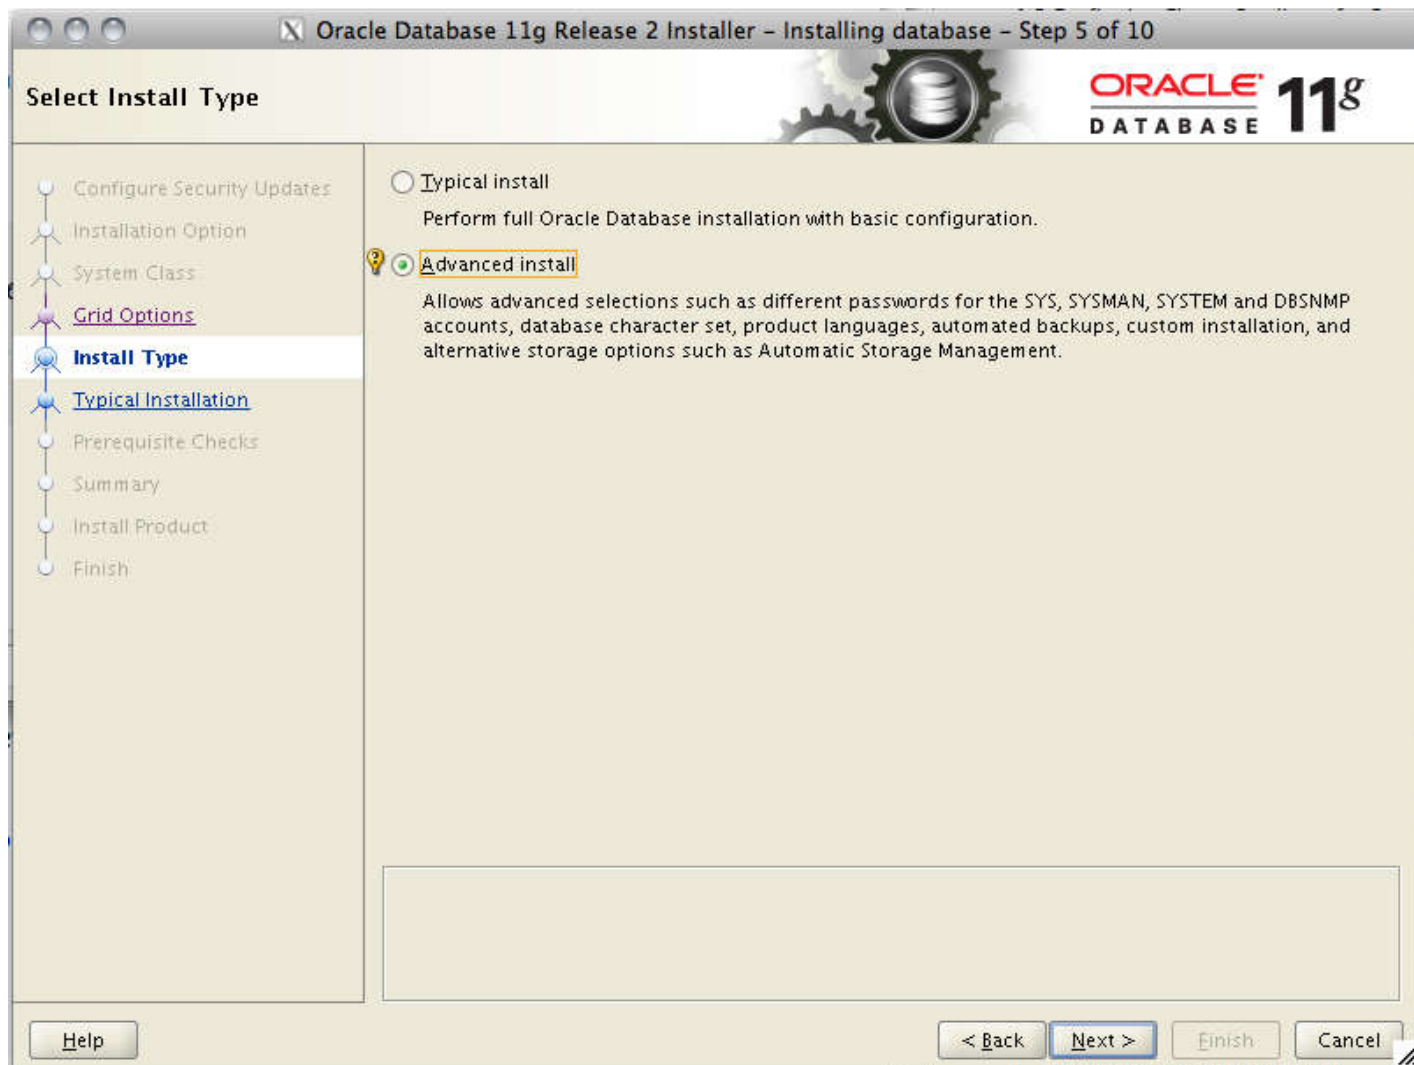 Oracle Database 11g Release 2 Installer – Installing database – Step 5 of 10
Select Install Type
ORACLE 11g
DATABASE
Configure Security Updates
Installation Option
System Class
Grid Options
Install Type
Typical Installation
Prerequisite Checks
Summary
Install Product
Finish
Typical install
Perform full Oracle Database installation with basic configuration.
Advanced install
Allows advanced selections such as different passwords for the SYS, SYSMAN, SYSTEM and DBSNMP
accounts, database character set, product languages, automated backups, custom installation, and
alternative storage options such as Automatic Storage Management.
Help
< Back
Next >
Finish
Cancel